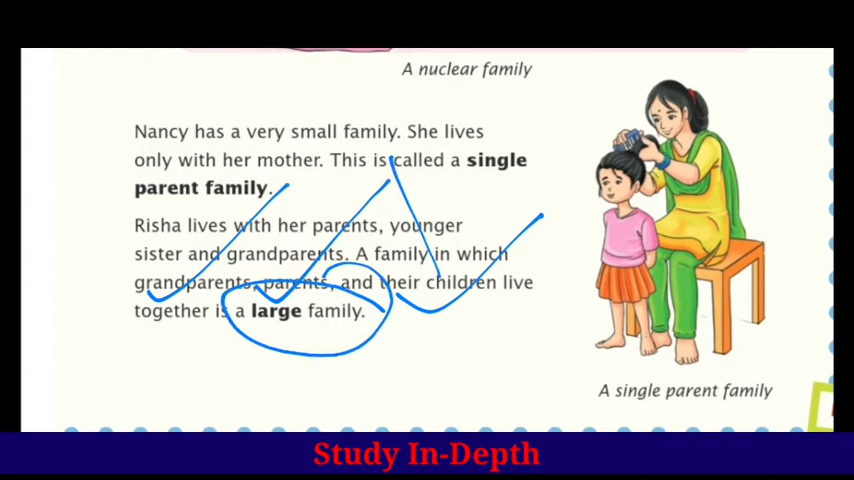 A nuclear family
Nancy has a very small family. She lives
only with her mother. This is called a single
parent family.
Risha lives with her parents, younger
sister and grandparents. A family in which
grandparents, parents, and their children live
together is a large family.
A single parent family
Study In-Depth